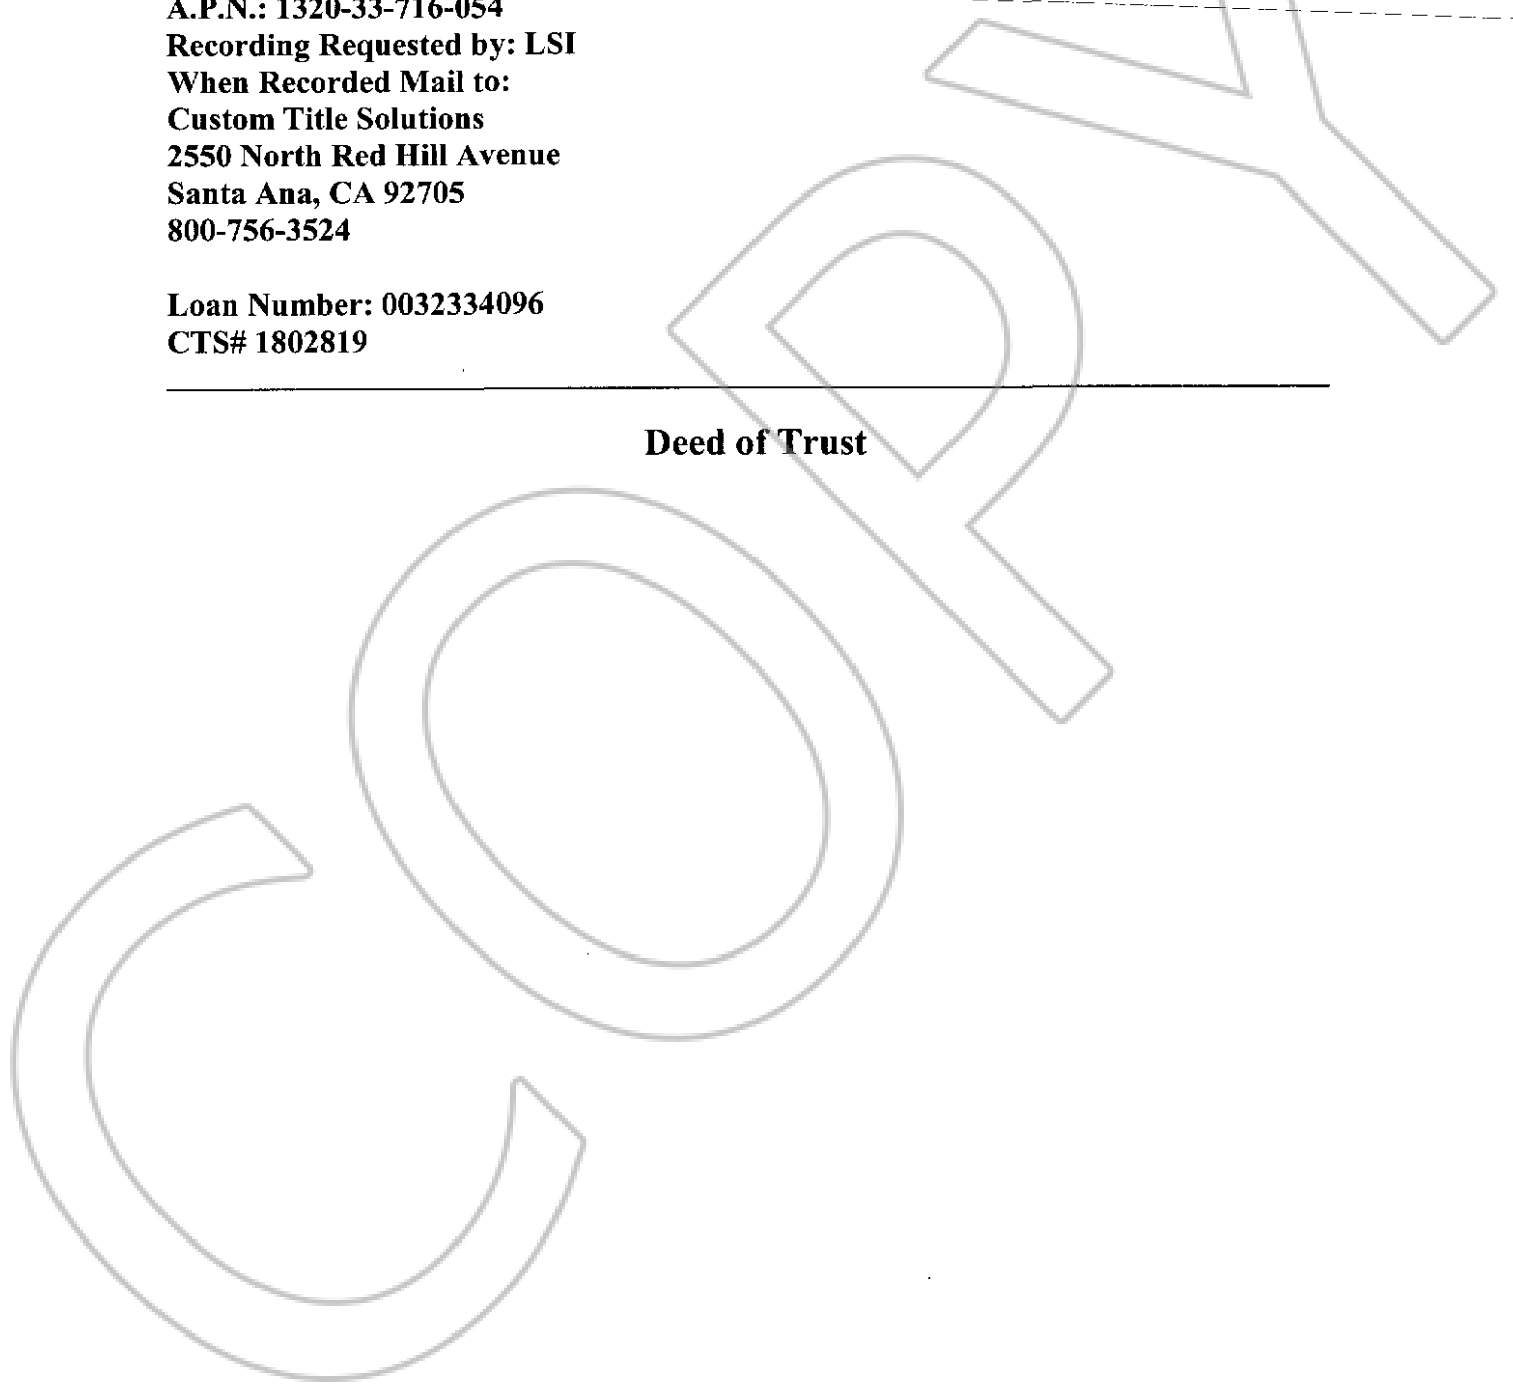 A.P.N.: 1320-33-716-054
Recording Requested by: LSI
When Recorded Mail to:
Custom Title Solutions
2550 North Red Hill Avenue
Santa Ana, CA 92705
800-756-3524
Loan Number: 0032334096
CTS# 1802819
Deed of Trust
COPY